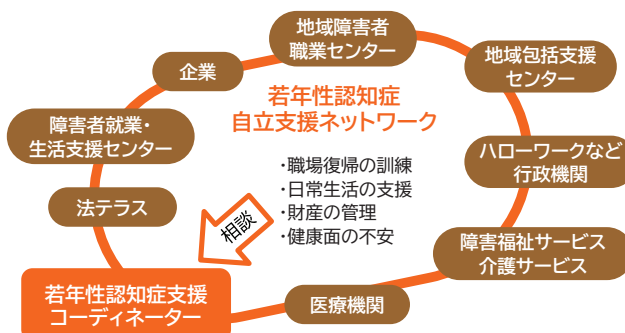 地域障害者
職業センター
企業
地域包括支援
センター
若年性認知症
自立支援ネットワーク
障害者就業・
生活支援センター
・職場復帰の訓練
・日常生活の支援
・財産の管理
・健康面の不安
ハローワークなど
行政機関
法テラス
相談
障害福祉サービス
介護サービス
若年性認知症支援
コーディネーター
医療機関